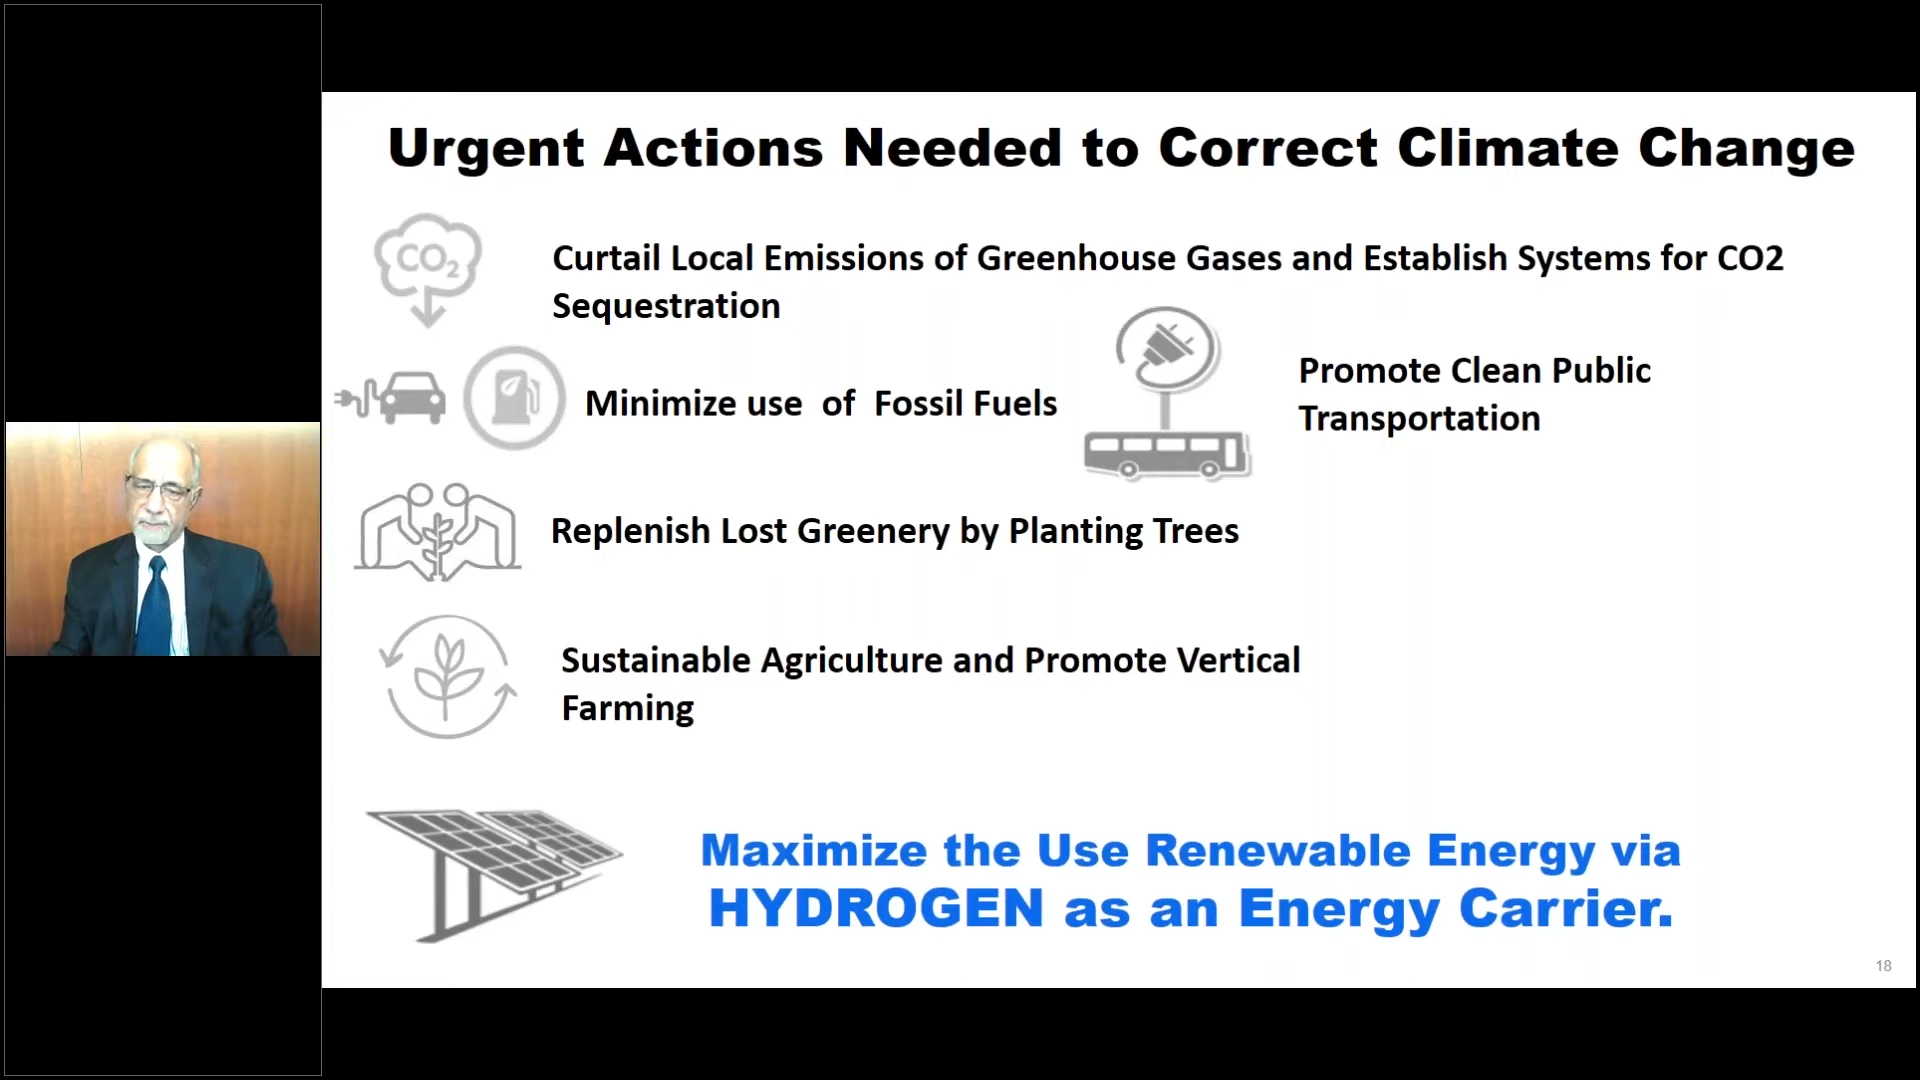 Urgent Actions Needed to Correct Climate Change
CO2
Curtail Local Emissions of Greenhouse Gases and Establish Systems for CO2
Sequestration
Minimize use of Fossil Fuels
Promote Clean Public
Transportation
Replenish Lost Greenery by Planting Trees
Sustainable Agriculture and Promote Vertical
Farming
Maximize the Use Renewable Energy via
HYDROGEN as an Energy Carrier.
18